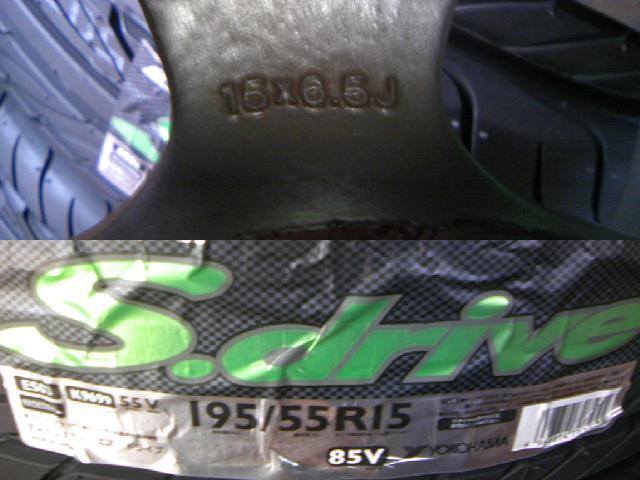 15x6.5J
S.drive
ES03 K9699 55V 195/55R15
85V YOKOHAMA